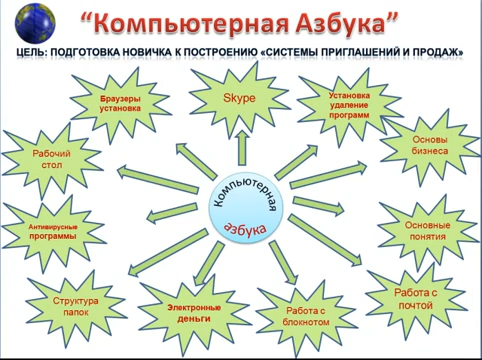 “Компьютерная Азбука”
ЦЕЛЬ: ПОДГОТОВКА НОВИЧКА К ПОСТРОЕНИЮ «СИСТЕМЫ ПРИГЛАШЕНИЙ И ПРОДАЖ»
Браузеры
установка
Skype
Установка
удаление
программ
Основы
бизнеса
Рабочий
стол
Компьютерная
азбука
Антивирусные
программы
Основные
понятия
Структура
папок
Электронные
деньги
Работа с
блокнотом
Работа с
почтой